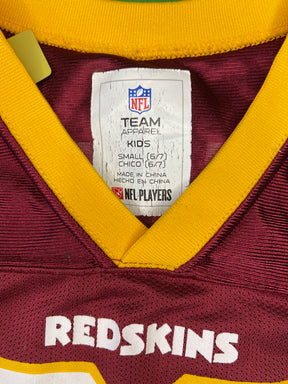 NFL
TEAM
APPAREL
KIDS
SMALL (6/7)
CHICO (6/7)
MADE IN CHINA
HECHO EN CHINA
NFL PLAYERS
REDSKINS